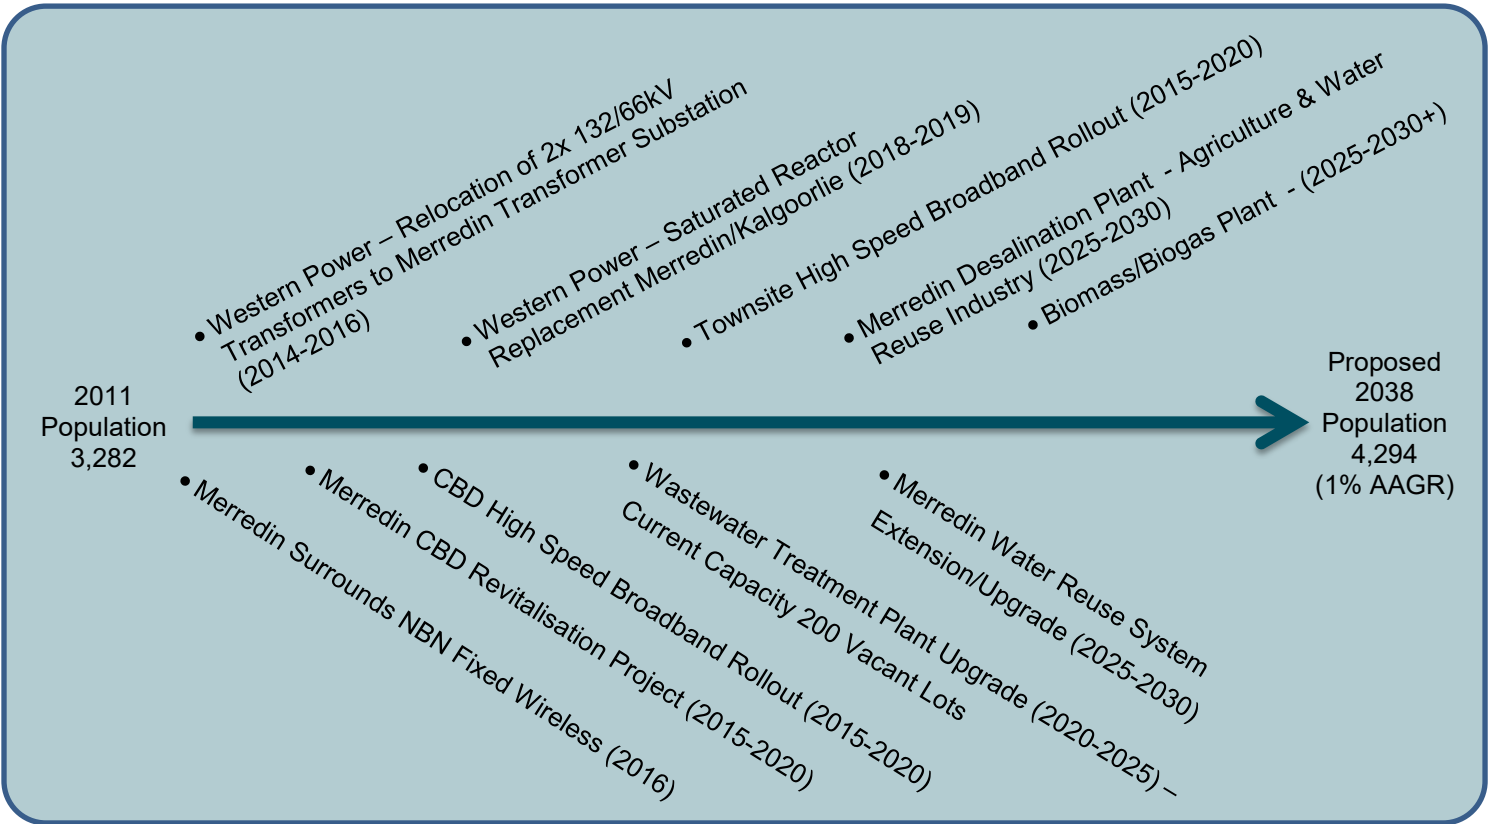 • Western Power – Relocation of 2x 132/66kV
Transformers to Merredin Transformer Substation
(2014-2016)
• Western Power – Saturated Reactor
Replacement Merredin/Kalgoorlie (2018-2019)
• Townsite High Speed Broadband Rollout (2015-2020)
• Merredin Desalination Plant  - Agriculture & Water
Reuse Industry (2025-2030)
• Biomass/Biogas Plant  - (2025-2030+)
2011
Population
3,282
Proposed
2038
Population
4,294
(1% AAGR)
• Merredin Surrounds NBN Fixed Wireless (2016)
• Merredin CBD Revitalisation Project (2015-2020)
• CBD High Speed Broadband Rollout (2015-2020)
• Wastewater Treatment Plant Upgrade (2020-2025) –
Current Capacity 200 Vacant Lots
• Merredin Water Reuse System
Extension/Upgrade (2025-2030)